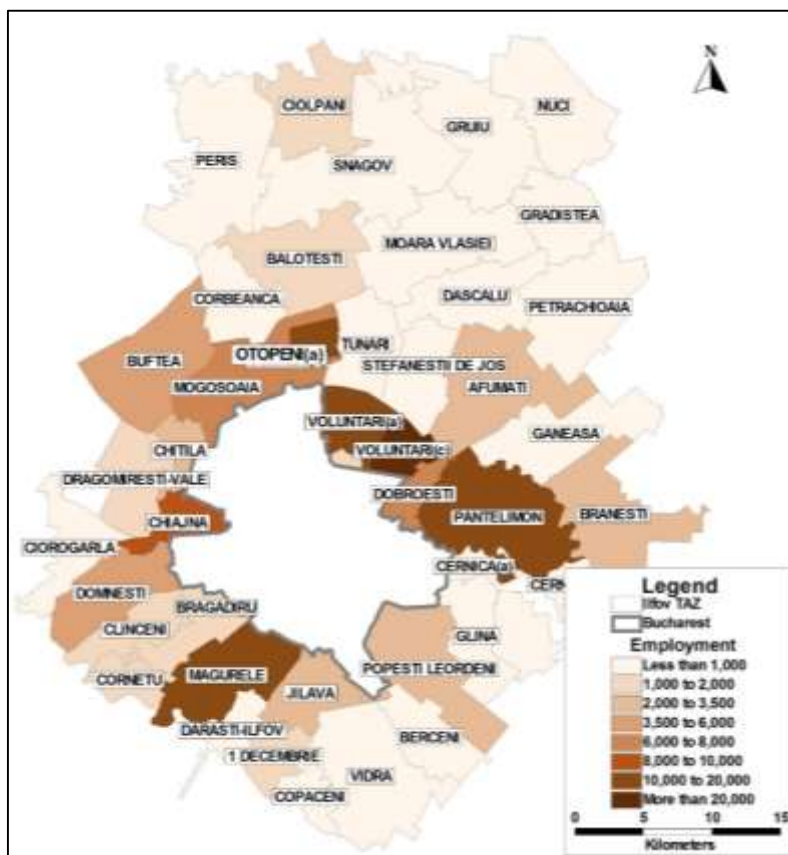 N
CIOLPANI
NUCI
GRUIU
PERIS
SNAGOV
GRADISTEA
MOARA VLASIEI
BALOTESTI
DASCALU
CORBEANCA
PETRACHIOAIA
TUNARI
OTOPENI(a)
BUFTEA
STEFANESTII DE JOS
MOGOSOAIA
AFUMATI
VOLUNTARI(a)
GANEASA
CHITILA
VOLUNTARI(c)
DRAGOMIRESTI-VALE
DOBROESTI
PANTELIMON
BRANESTI
CHIAJNA
CIOROGARLA
CERNICA(a)
CERN
DOMNESTI
BRAGADIRU
CLINCENI
GLINA
POPESTI LEORDENI
MAGURELE
CORNETU
JILAVA
DARASTI-ILFOV
BERCENI
1 DECEMBRIE
VIDRA
COPACENI
Legend
Ilfov TAZ
Bucharest
Employment
Less than 1,000
1,000 to 2,000
2,000 to 3,500
3,500 to 6,000
6,000 to 8,000
8,000 to 10,000
10,000 to 20,000
More than 20,000
0 5 10 15
Kilometers